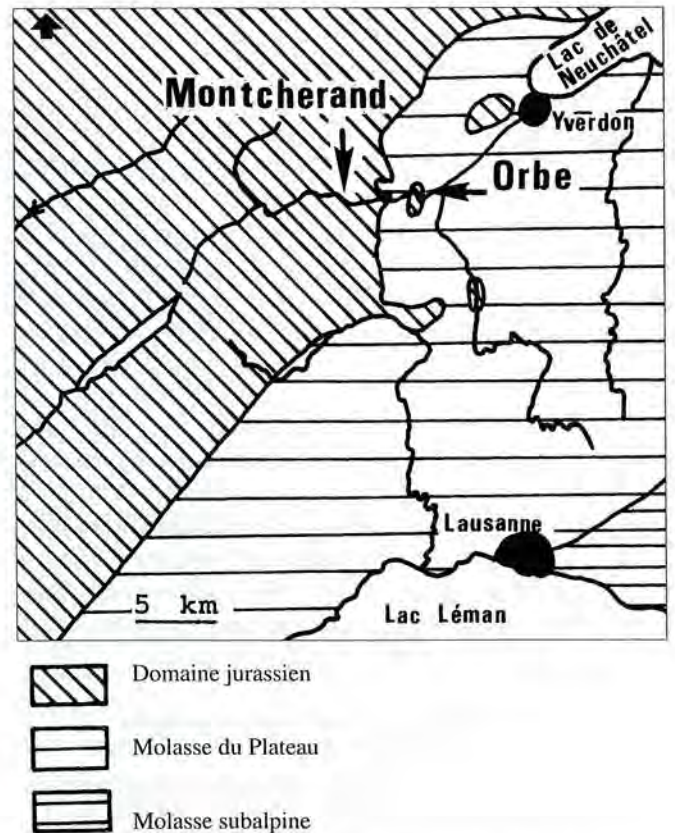 Lac de
Neuchâtel
Montcherand
Yverdon
Orbe
Lausanne
5 km
Lac Léman
Domaine jurassien
Molasse du Plateau
Molasse subalpine